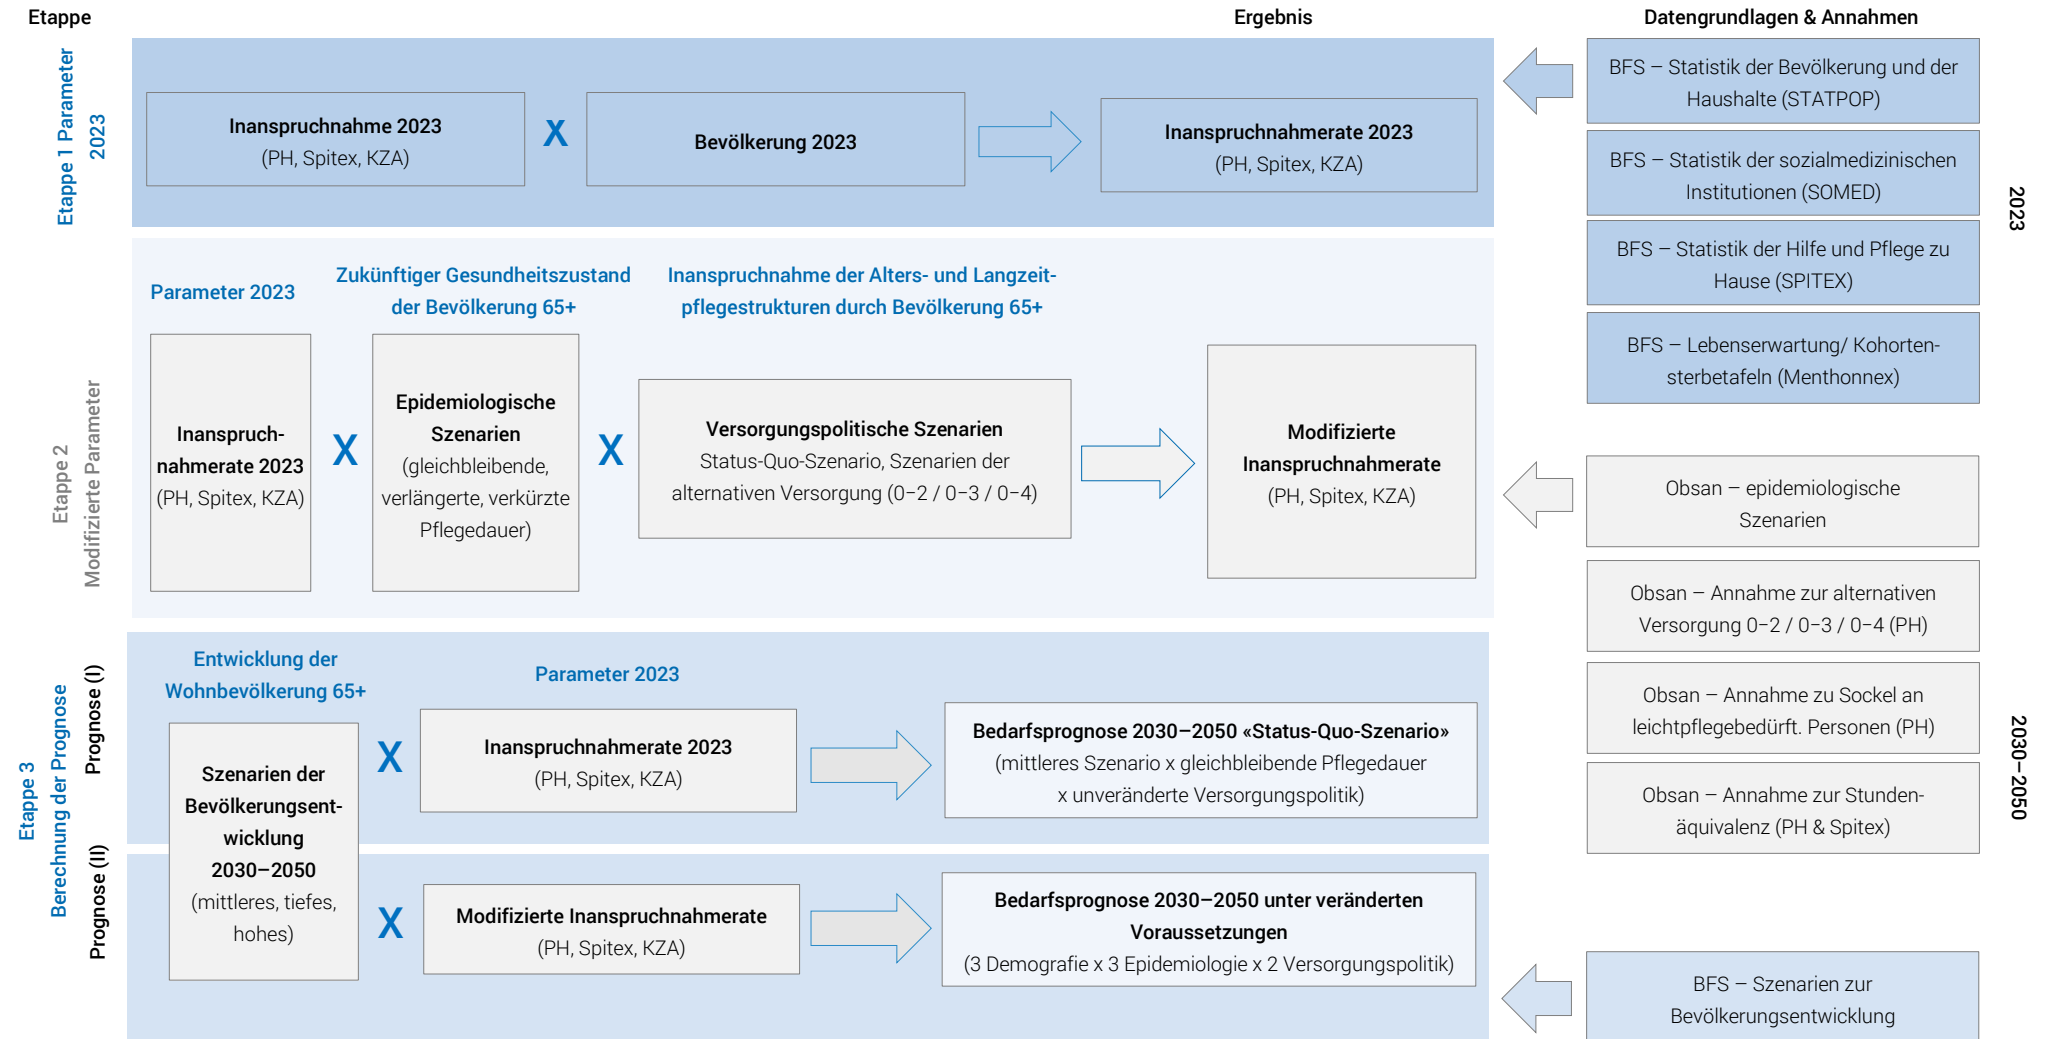 Etappe
Ergebnis
Datengrundlagen & Annahmen
Etappe 1 Parameter
2023
Inanspruchnahme 2023
(PH, Spitex, KZA)
X
Bevölkerung 2023
Inanspruchnahmerate 2023
(PH, Spitex, KZA)
Etappe 2
Modifizierte Parameter
Parameter 2023
Zukünftiger Gesundheitszustand
der Bevölkerung 65+
Inanspruchnahme der Alters- und Langzeit-
pflegestrukturen durch Bevölkerung 65+
Inanspruch-
nahmerate 2023
(PH, Spitex, KZA)
X
Epidemiologische
Szenarien
(gleichbleibende,
verlängerte, verkürzte
Pflegedauer)
X
Versorgungspolitische Szenarien
Status-Quo-Szenario, Szenarien der
alternativen Versorgung (0–2 / 0–3 / 0–4)
Modifizierte
Inanspruchnahmerate
(PH, Spitex, KZA)
Etappe 3
Berechnung der Prognose
Prognose (I)
Prognose (II)
Entwicklung der
Wohnbevölkerung 65+
Parameter 2023
Szenarien der
Bevölkerungsent-
wicklung
2030–2050
(mittleres, tiefes,
hohes)
X
Inanspruchnahmerate 2023
(PH, Spitex, KZA)
Bedarfsprognose 2030–2050 «Status-Quo-Szenario»
(mittleres Szenario x gleichbleibende Pflegedauer
x unveränderte Versorgungspolitik)
X
Modifizierte Inanspruchnahmerate
(PH, Spitex, KZA)
Bedarfsprognose 2030–2050 unter veränderten
Voraussetzungen
(3 Demografie x 3 Epidemiologie x 2 Versorgungspolitik)
BFS – Statistik der Bevölkerung und der
Haushalte (STATPOP)
BFS – Statistik der sozialmedizinischen
Institutionen (SOMED)
BFS – Statistik der Hilfe und Pflege zu
Hause (SPITEX)
BFS – Lebenserwartung/ Kohorten-
sterbetafeln (Menthonnex)
2023
Obsan – epidemiologische
Szenarien
Obsan – Annahme zur alternativen
Versorgung 0–2 / 0–3 / 0–4 (PH)
Obsan – Annahme zu Sockel an
leichtpflegebedürft. Personen (PH)
Obsan – Annahme zur Stunden-
äquivalenz (PH & Spitex)
BFS – Szenarien zur
Bevölkerungsentwicklung
2030–2050